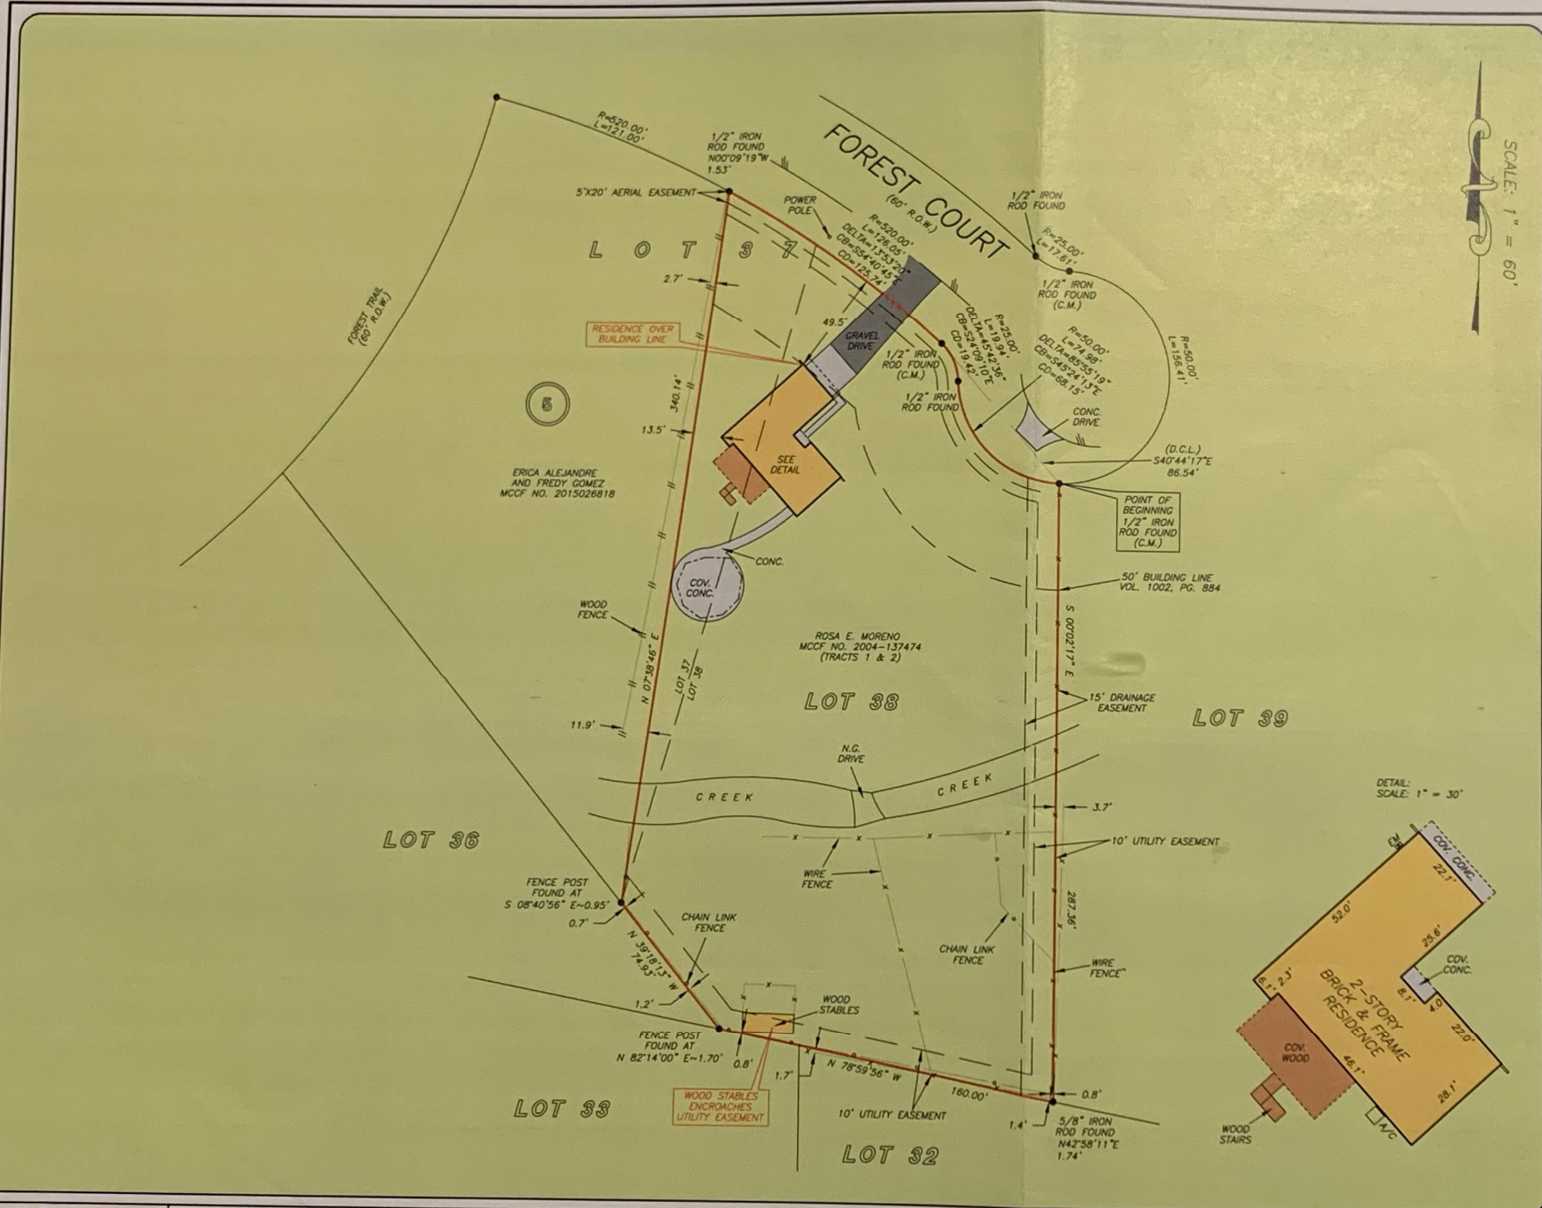 R=520.00'
L=121.00'
1/2" IRON
ROD FOUND
N00°09'19"W
1.53'
5'X20' AERIAL EASEMENT
POWER
POLE
FOREST COURT
(60' R.O.W.)
SCALE: 1" = 60'
1/2" IRON
ROD FOUND
R=25.00'
L=17.61'
1/2" IRON
ROD FOUND
(C.M.)
LOT 37
R=520.00'
L=126.05'
DELTA=13°53'20"
CB=S54°40'45"E
CD=125.74'
2.7'
FOREST TRAIL
(60' R.O.W.)
RESIDENCE OVER
BUILDING LINE
49.5'
GRAVEL
DRIVE
1/2" IRON
ROD FOUND
(C.M.)
1/2" IRON
ROD FOUND
R=25.00'
L=19.94'
DELTA=45°42'36"
CB=S24°09'10"E
CD=19.42'
R=50.00'
L=74.98'
DELTA=85°55'19"
CB=S45°24'13"E
CD=68.15'
R=50.00'
L=156.41'
5
340.14'
13.5'
CONC.
DRIVE
(D.C.L.)
S40°44'17"E
86.54'
SEE
DETAIL
ERICA ALEJANDRE
AND FREDY GOMEZ
MCCF NO. 2015026818
POINT OF
BEGINNING
1/2" IRON
ROD FOUND
(C.M.)
CONC.
COV.
CONC.
50' BUILDING LINE
VOL. 1002, PG. 884
WOOD
FENCE
N 07°38'46" E
LOT 37
LOT 38
ROSA E. MORENO
MCCF NO. 2004-137474
(TRACTS 1 & 2)
S 00°02'17" E
LOT 38
15' DRAINAGE
EASEMENT
LOT 39
11.9'
N.G.
DRIVE
CREEK
CREEK
3.7'
DETAIL:
SCALE: 1" = 30'
LOT 36
10' UTILITY EASEMENT
WIRE
FENCE
FENCE POST
FOUND AT
S 08°40'56" E~0.95'
0.7'
CHAIN LINK
FENCE
287.36'
N 39°18'13" W
74.93'
CHAIN LINK
FENCE
WIRE
FENCE
1.2'
WOOD
STABLES
FENCE POST
FOUND AT
N 82°14'00" E~1.70'
0.8'
1.7'
N 78°59'56" W
160.00'
WOOD STABLES
ENCROACHES
UTILITY EASEMENT
10' UTILITY EASEMENT
0.8'
1.4'
5/8" IRON
ROD FOUND
N42°58'11"E
1.74'
LOT 33
LOT 32
COV. CONC.
22.1'
52.0'
25.6'
COV.
CONC.
8.1'
4.0'
6.1'
2.3'
2-STORY
BRICK & FRAME
RESIDENCE
22.0'
COV.
WOOD
46.1'
28.1'
WOOD
STAIRS
A/C